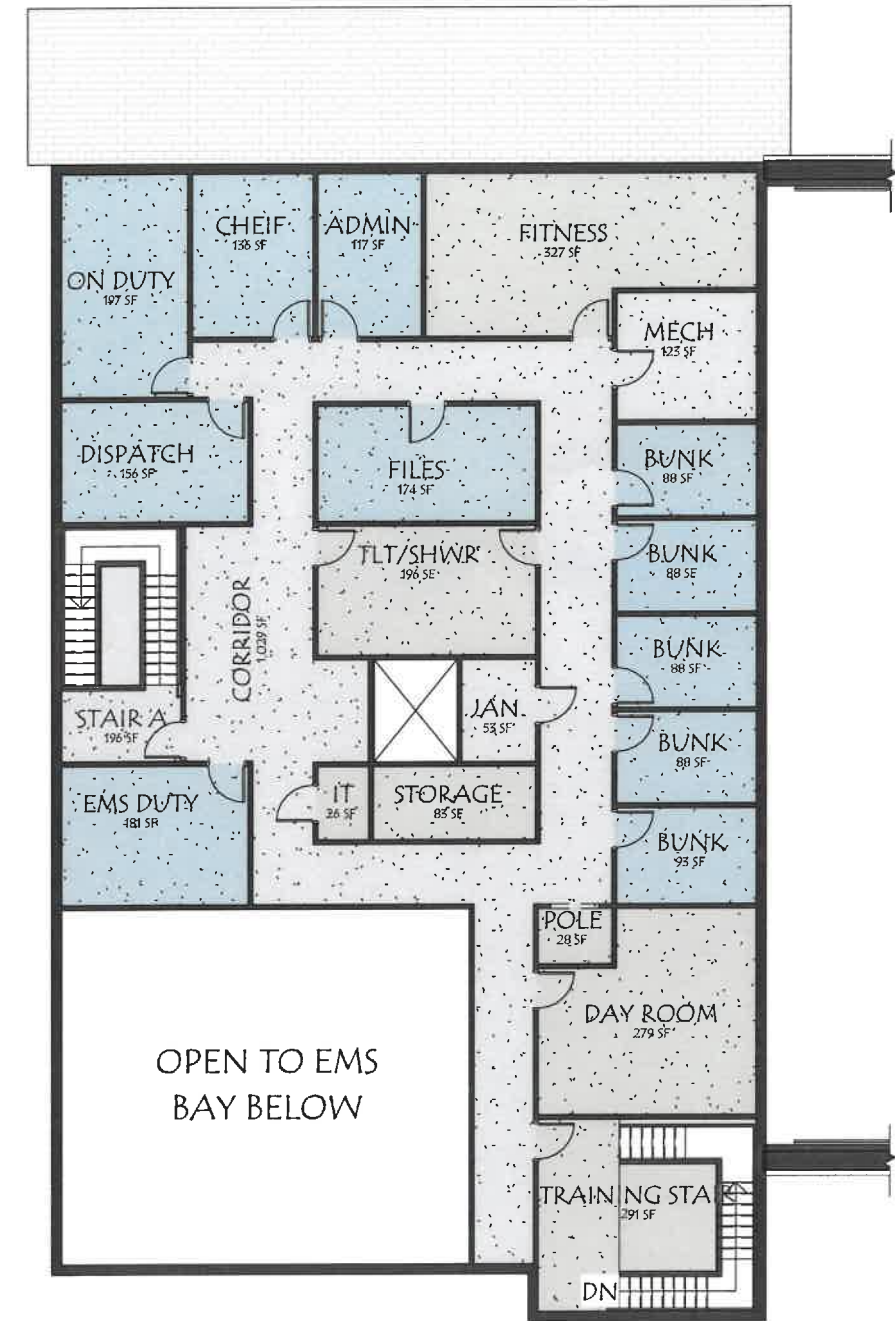 CHEIF
136 SF
ADMIN
117 SF
FITNESS
327 SF
ON DUTY
197 SF
MECH
123 SF
DISPATCH
156 SF
FILES
174 SF
BUNK
88 SF
TLT/SHWR
196 SF
BUNK
88 SF
CORRIDOR
1,029 SF
BUNK
88 SF
STAIR A
196 SF
JAN
53 SF
BUNK
88 SF
EMS DUTY
181 SF
IT
26 SF
STORAGE
83 SF
BUNK
93 SF
POLE
28 SF
DAY ROOM
279 SF
OPEN TO EMS
BAY BELOW
TRAINING STAIR
291 SF
DN